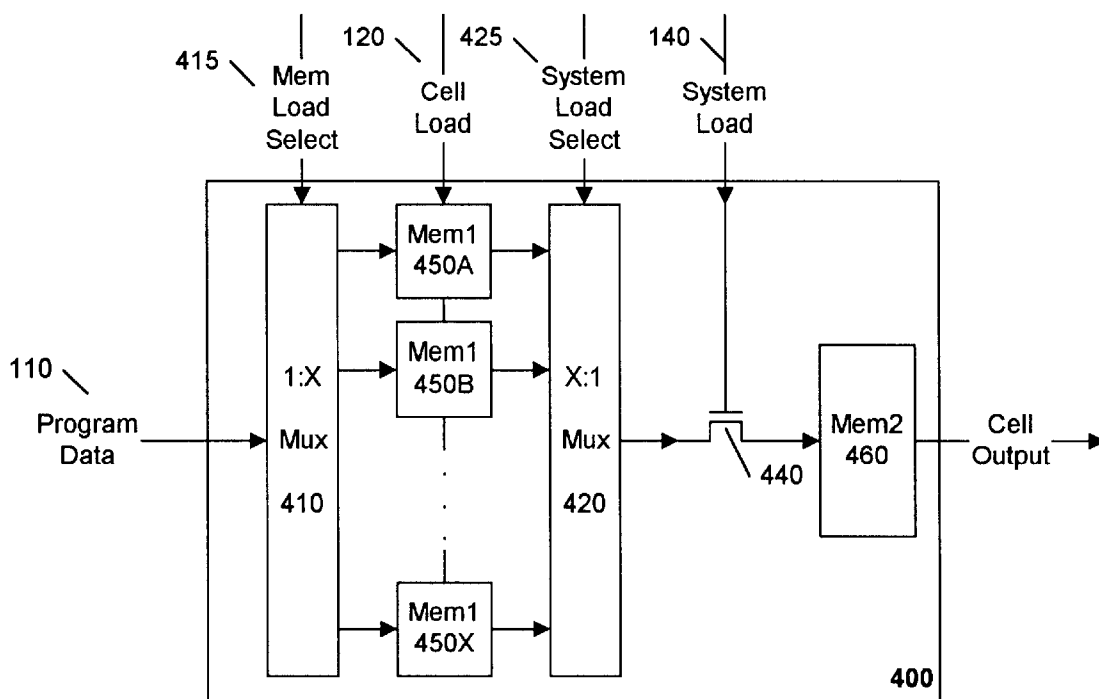 415
Mem
Load
Select
120
Cell
Load
425
System
Load
Select
140
System
Load
110
Program
Data
1:X
Mux
410
Mem1
450A
Mem1
450B
Mem1
450X
X:1
Mux
420
440
Mem2
460
Cell
Output
400